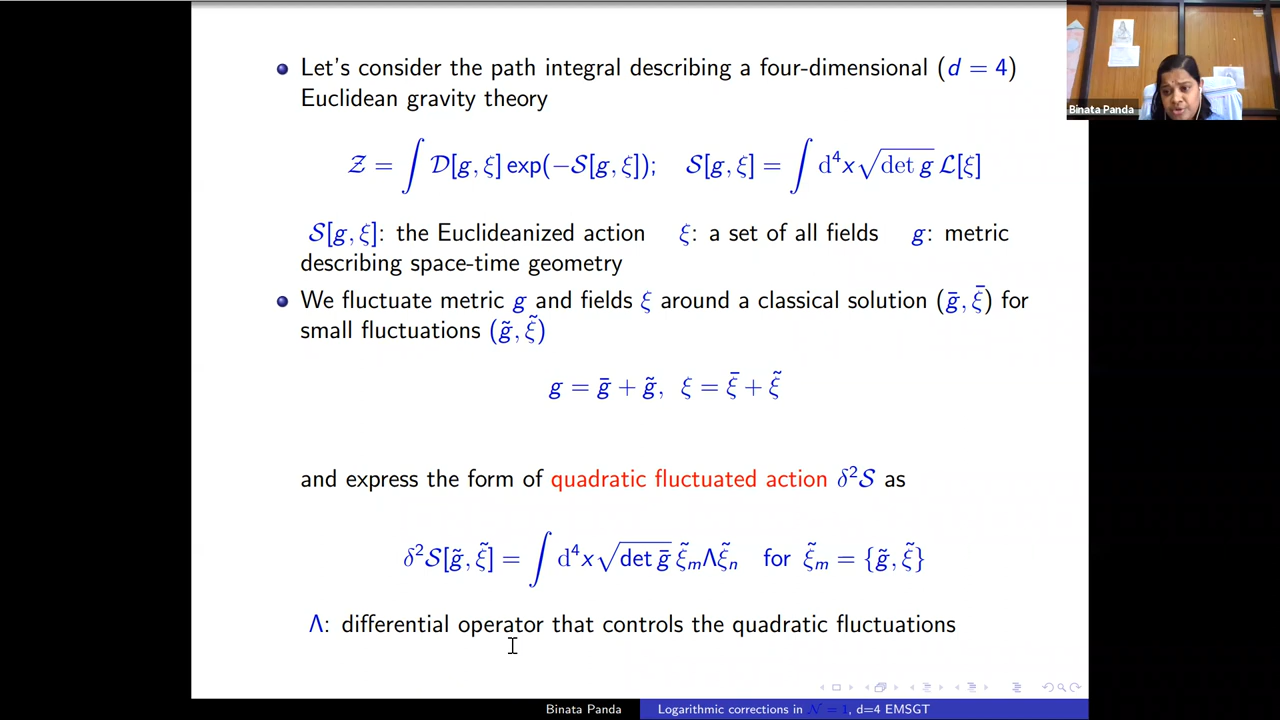 Let's consider the path integral describing a four-dimensional (d = 4)
Euclidean gravity theory
Z = ∫ D[g, ξ] exp(−S[g, ξ]); S[g, ξ] = ∫ d⁴x √det g L[ξ]
S[g, ξ]: the Euclideanized action ξ: a set of all fields g: metric
describing space-time geometry
We fluctuate metric g and fields ξ around a classical solution (ḡ, ξ̄) for
small fluctuations (g̃, ξ̃)
g = ḡ + g̃, ξ = ξ̄ + ξ̃
and express the form of quadratic fluctuated action δ²S as
δ²S[g̃, ξ̃] = ∫ d⁴x √det ḡ ξ̃ₘΛξ̃ₙ for ξ̃ₘ = {g̃, ξ̃}
Λ: differential operator that controls the quadratic fluctuations
Binata Panda
Binata Panda Logarithmic corrections in N = 1, d=4 EMSGT